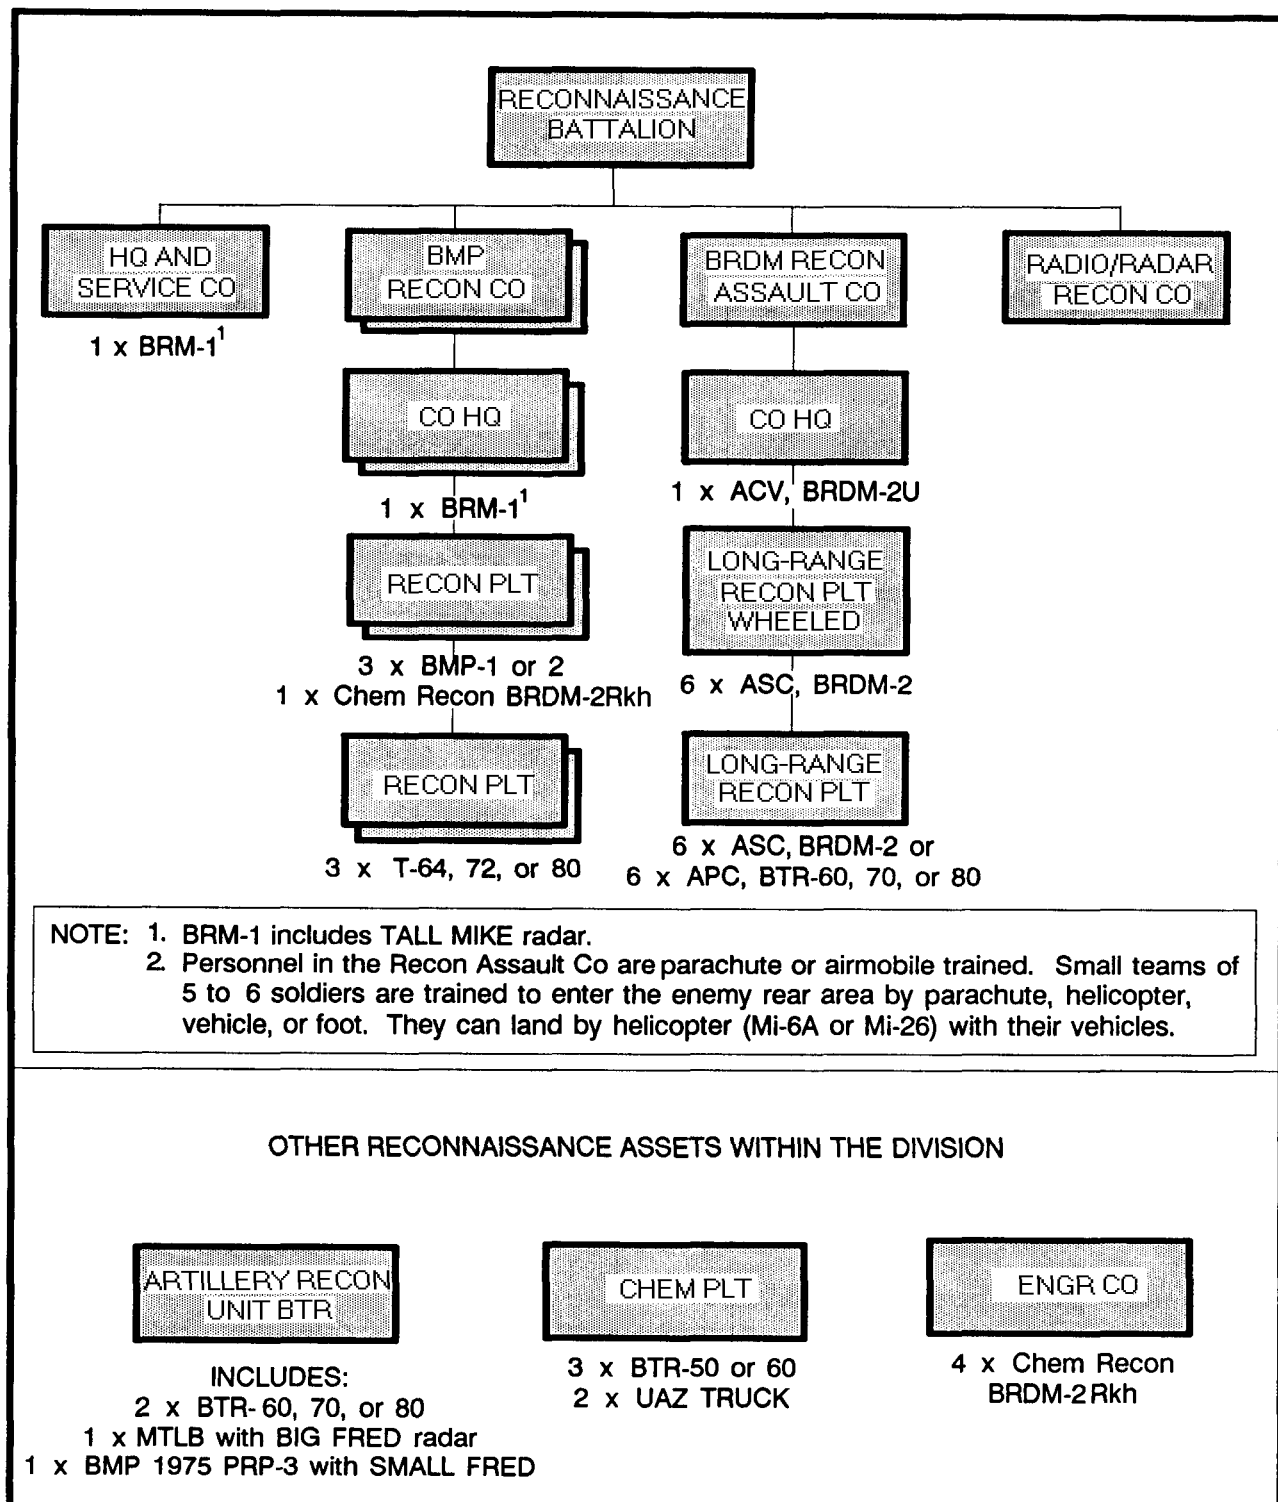 RECONNAISSANCE
BATTALION
HQ AND
SERVICE CO
1 x BRM-1¹
BMP
RECON CO
BRDM RECON
ASSAULT CO
RADIO/RADAR
RECON CO
CO HQ
1 x BRM-1¹
CO HQ
1 x ACV, BRDM-2U
RECON PLT
3 x BMP-1 or 2
1 x Chem Recon BRDM-2Rkh
LONG-RANGE
RECON PLT
WHEELED
6 x ASC, BRDM-2
RECON PLT
3 x T-64, 72, or 80
LONG-RANGE
RECON PLT
6 x ASC, BRDM-2 or
6 x APC, BTR-60, 70, or 80
NOTE: 1. BRM-1 includes TALL MIKE radar.
2. Personnel in the Recon Assault Co are parachute or airmobile trained. Small teams of
5 to 6 soldiers are trained to enter the enemy rear area by parachute, helicopter,
vehicle, or foot. They can land by helicopter (Mi-6A or Mi-26) with their vehicles.
OTHER RECONNAISSANCE ASSETS WITHIN THE DIVISION
ARTILLERY RECON
UNIT BTR
INCLUDES:
2 x BTR-60, 70, or 80
1 x MTLB with BIG FRED radar
1 x BMP 1975 PRP-3 with SMALL FRED
CHEM PLT
3 x BTR-50 or 60
2 x UAZ TRUCK
ENGR CO
4 x Chem Recon
BRDM-2 Rkh